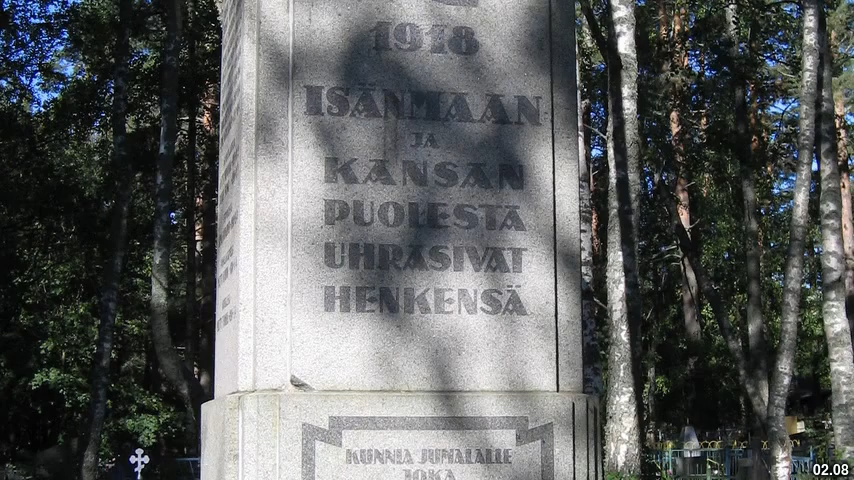 1918
ISÄNMAAN
JA
KANSAN
PUOLESTA
UHRASIVAT
HENKENSÄ
KUNNIA JUMALALLE
JOKA
02.08